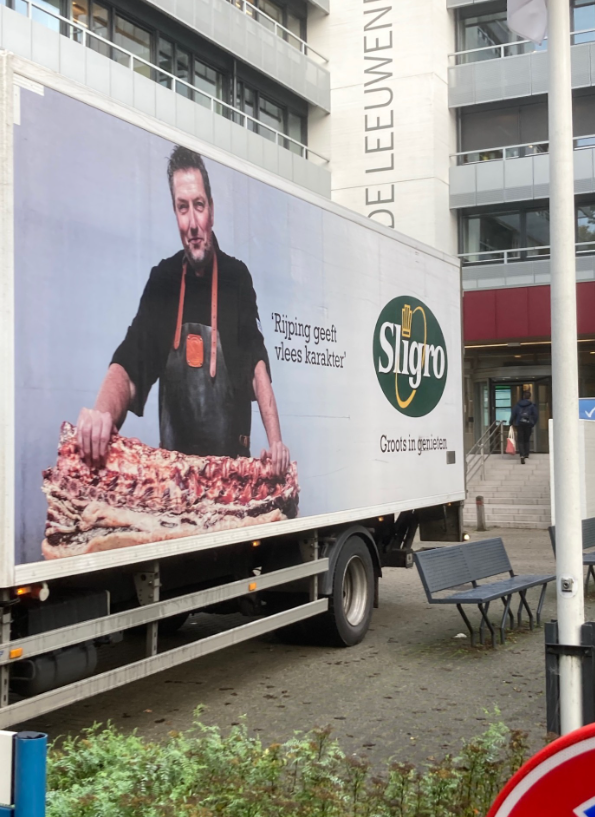 DE LEEUWEN
'Rijping geeft
vlees karakter'
Sligro
Groots in genieten